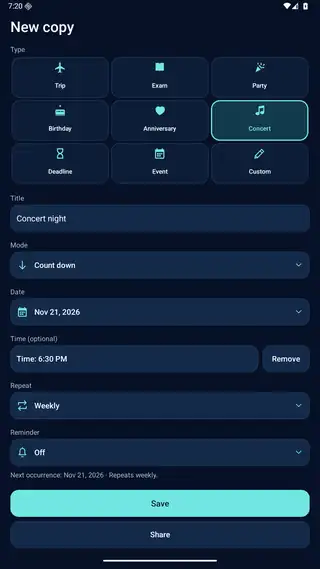 7:20
New copy
Type
Trip
Exam
Party
Birthday
Anniversary
Concert
Deadline
Event
Custom
Title
Concert night
Mode
Count down
Date
Nov 21, 2026
Time (optional)
Time: 6:30 PM
Remove
Repeat
Weekly
Reminder
Off
Next occurrence: Nov 21, 2026 · Repeats weekly.
Save
Share